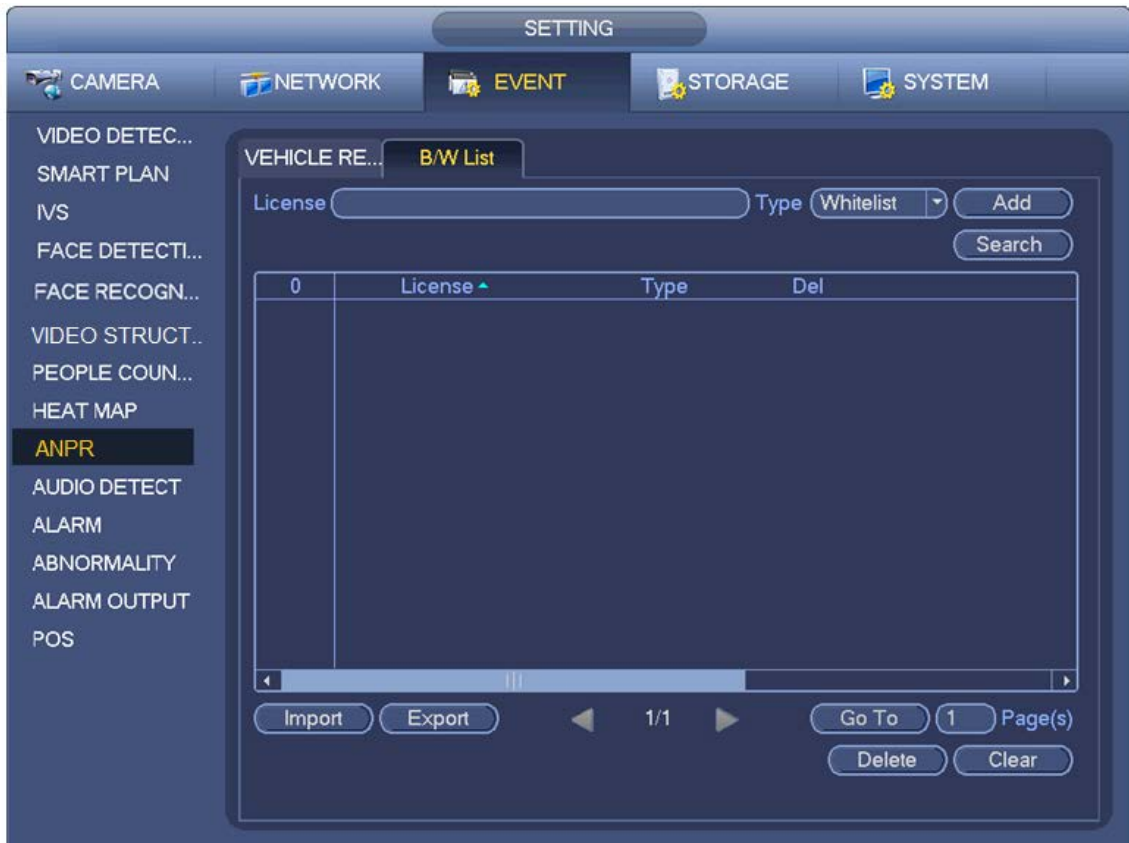 SETTING
CAMERA NETWORK EVENT STORAGE SYSTEM
VIDEO DETEC...
SMART PLAN
IVS
FACE DETECTI...
FACE RECOGN...
VIDEO STRUCT..
PEOPLE COUN...
HEAT MAP
ANPR
AUDIO DETECT
ALARM
ABNORMALITY
ALARM OUTPUT
POS
VEHICLE RE... B/W List
License Type Whitelist Add
Search
0 License Type Del
Import Export 1/1 Go To 1 Page(s)
Delete Clear